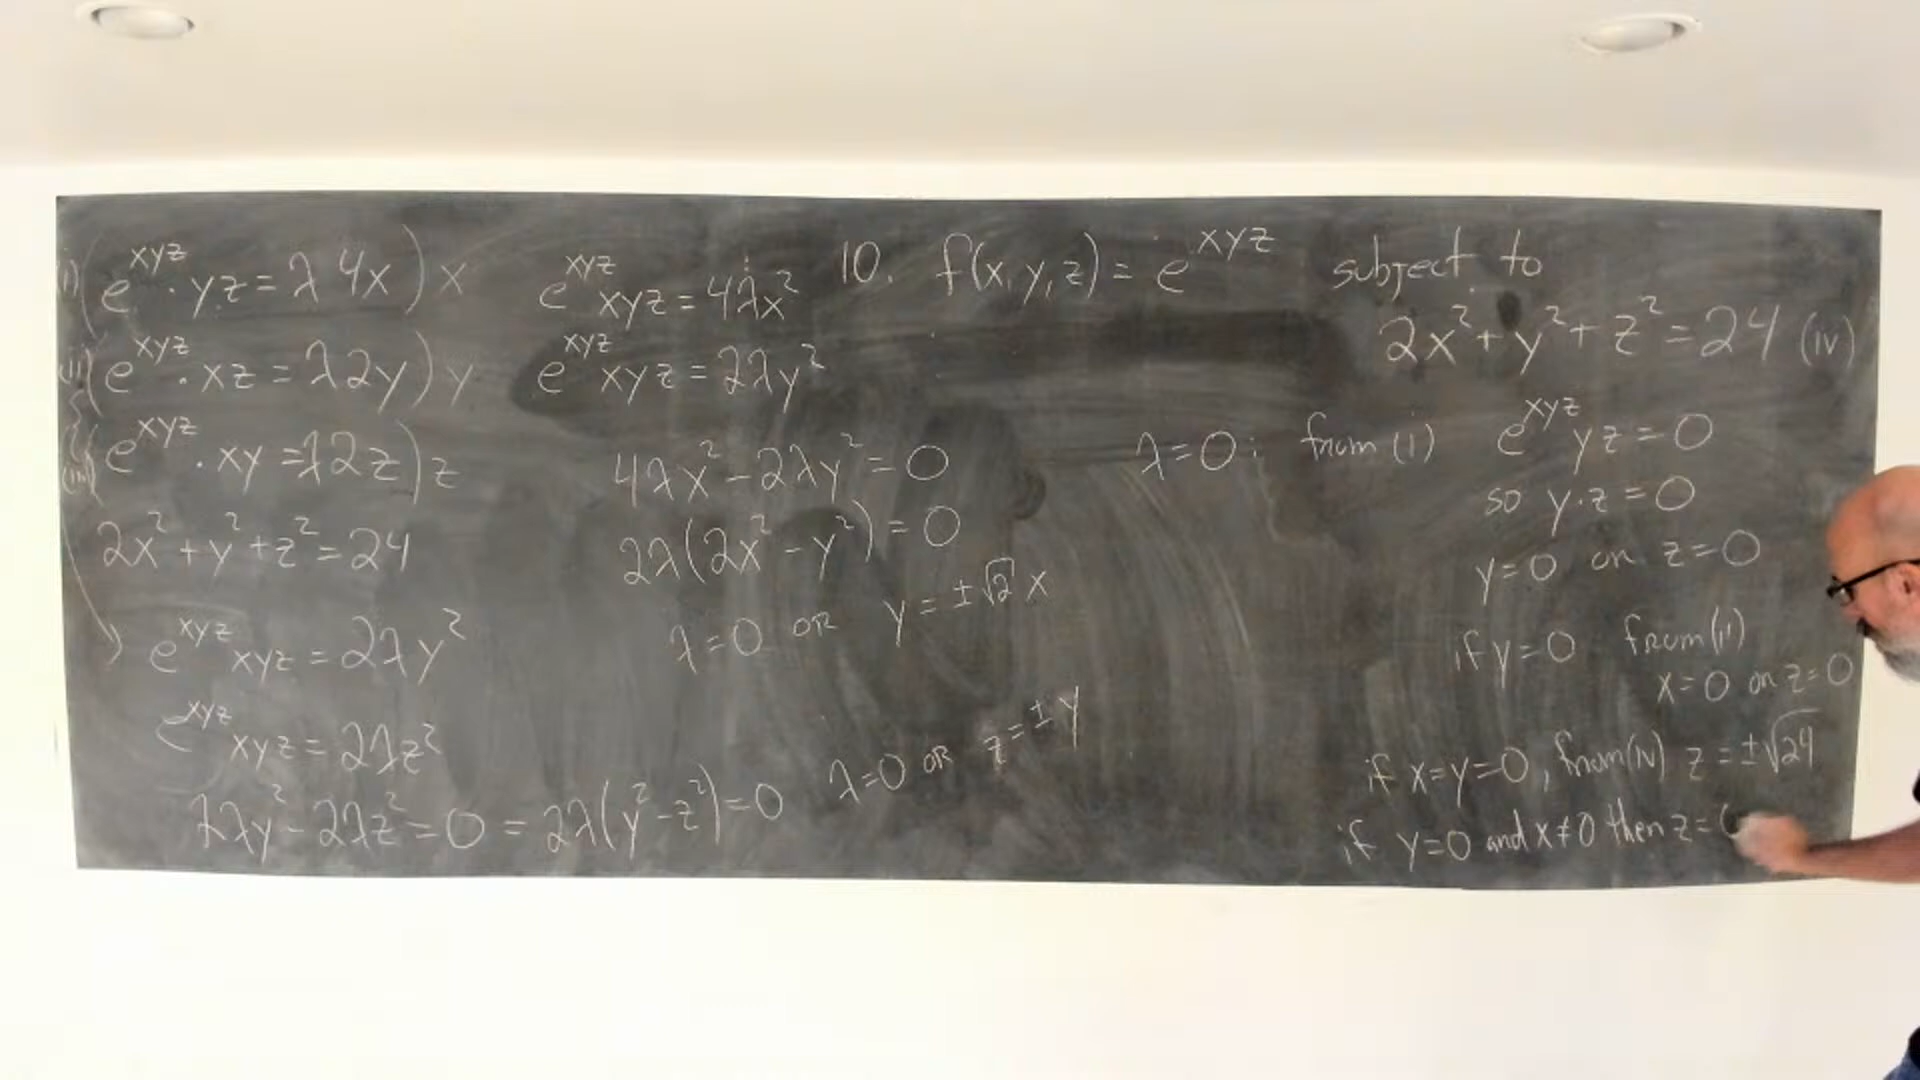 i) (e^xyz · yz = λ4x) x
ii) (e^xyz · xz = λ2y) y
(iii) (e^xyz · xy = λ2z) z
2x² + y² + z² = 24
e^xyz xyz = 2λy²
e^xyz xyz = 2λz²
2λy² - 2λz² = 0 = 2λ(y² - z²) = 0
e^xyz xyz = 4λx²
e^xyz xyz = 2λy²
4λx² - 2λy² = 0
2λ(2x² - y²) = 0
λ = 0 OR y = ±√2 x
λ = 0 OR z = ±y
10. f(x, y, z) = e^xyz subject to
2x² + y² + z² = 24 (iv)
λ = 0 : from (i) e^xyz yz = 0
so y·z = 0
y = 0 or z = 0
if y = 0 from (ii)
x = 0 or z = 0
if x = y = 0, from (iv) z = ±√24
if y = 0 and x ≠ 0 then z =